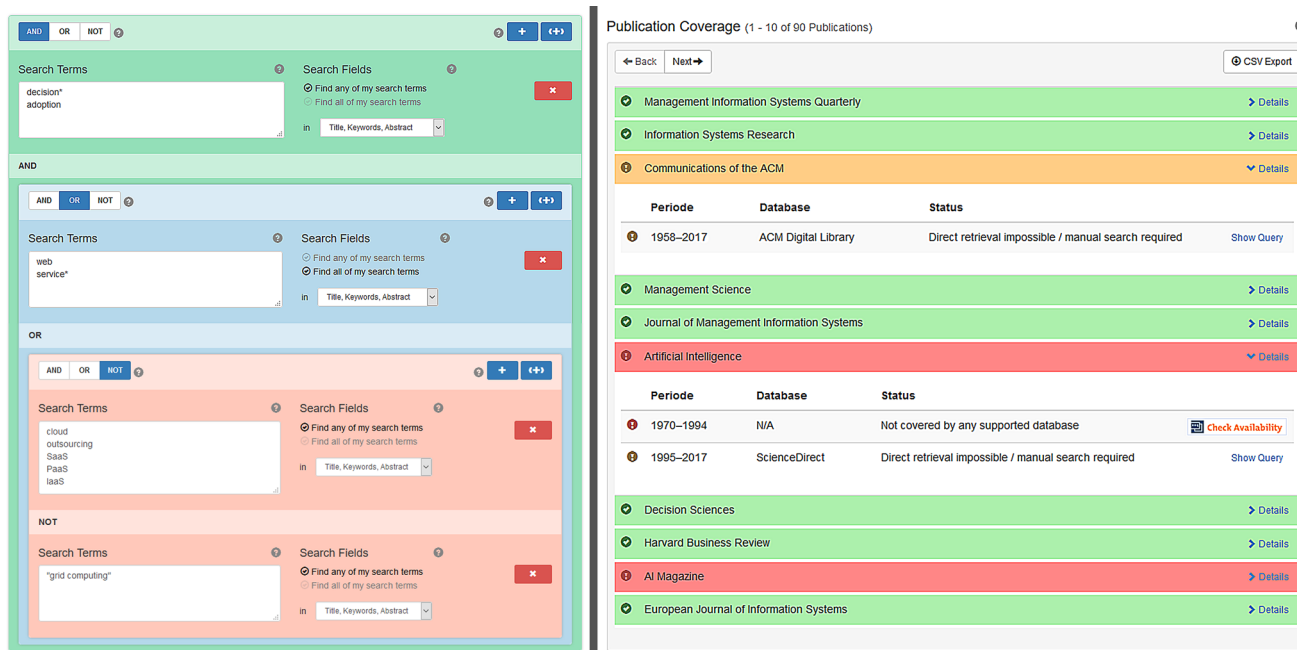 AND OR NOT
Search Terms
Search Fields
decision*
adoption
Find any of my search terms
Find all of my search terms
in Title, Keywords, Abstract
AND
AND OR NOT
Search Terms
Search Fields
web
service*
Find any of my search terms
Find all of my search terms
in Title, Keywords, Abstract
OR
AND OR NOT
Search Terms
Search Fields
cloud
outsourcing
SaaS
PaaS
IaaS
Find any of my search terms
Find all of my search terms
in Title, Keywords, Abstract
NOT
Search Terms
Search Fields
"grid computing"
Find any of my search terms
Find all of my search terms
in Title, Keywords, Abstract
Publication Coverage (1 - 10 of 90 Publications)
Back Next
CSV Export
Management Information Systems Quarterly Details
Information Systems Research Details
Communications of the ACM Details
Periode Database Status
1958–2017 ACM Digital Library Direct retrieval impossible / manual search required Show Query
Management Science Details
Journal of Management Information Systems Details
Artificial Intelligence Details
Periode Database Status
1970–1994 N/A Not covered by any supported database Check Availability
1995–2017 ScienceDirect Direct retrieval impossible / manual search required Show Query
Decision Sciences Details
Harvard Business Review Details
AI Magazine Details
European Journal of Information Systems Details